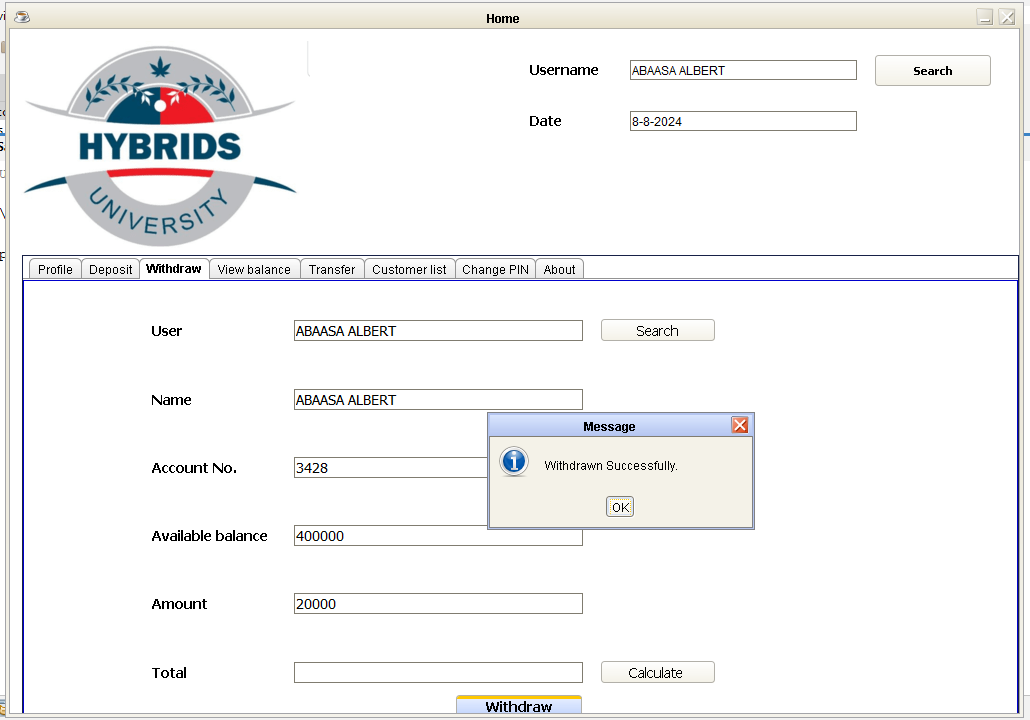 Home
HYBRIDS
UNIVERSITY
Username ABAASA ALBERT Search
Date 8-8-2024
Profile Deposit Withdraw View balance Transfer Customer list Change PIN About
User ABAASA ALBERT Search
Name ABAASA ALBERT
Message
Account No. 3428
Withdrawn Successfully.
OK
Available balance 400000
Amount 20000
Total Calculate
Withdraw